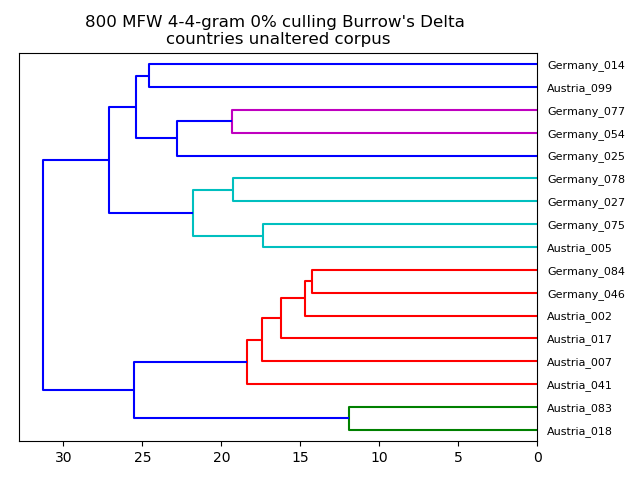 800 MFW 4-4-gram 0% culling Burrow's Delta
countries unaltered corpus
Germany_014
Austria_099
Germany_077
Germany_054
Germany_025
Germany_078
Germany_027
Germany_075
Austria_005
Germany_084
Germany_046
Austria_002
Austria_017
Austria_007
Austria_041
Austria_083
Austria_018
30 25 20 15 10 5 0